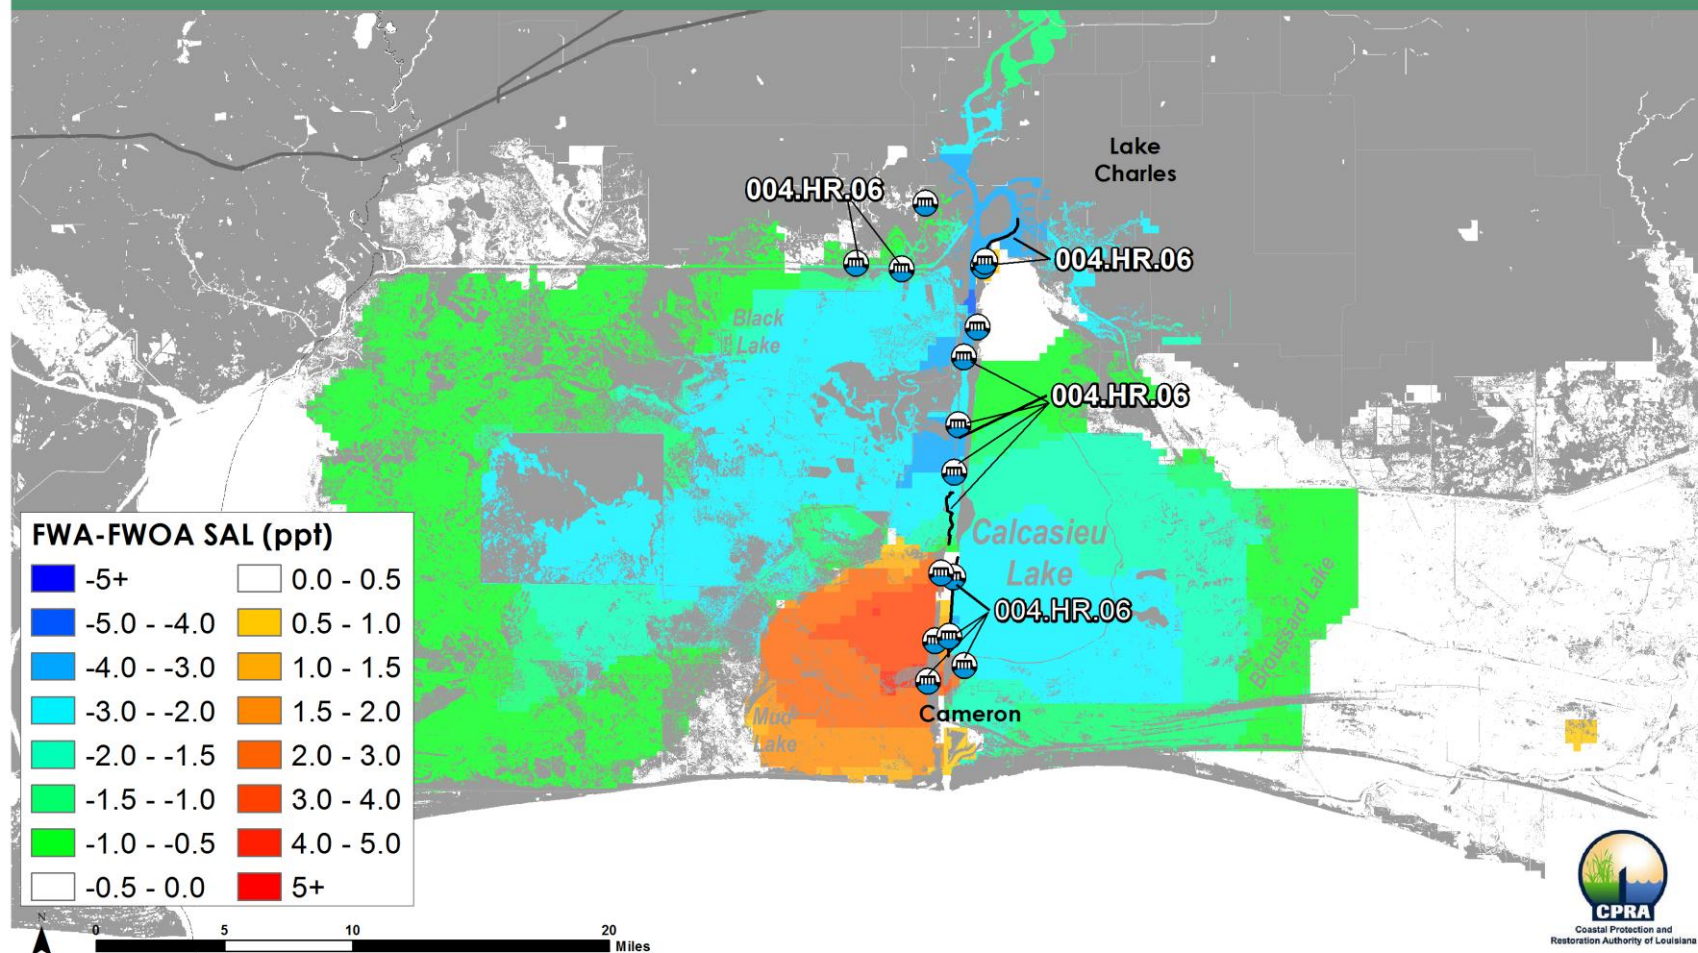 Lake
Charles
004.HR.06
004.HR.06
Black
Lake
004.HR.06
Calcasieu
Lake
Broussard Lake
004.HR.06
Cameron
Mud
Lake
FWA-FWOA SAL (ppt)
-5+
0.0 - 0.5
-5.0 - -4.0
0.5 - 1.0
-4.0 - -3.0
1.0 - 1.5
-3.0 - -2.0
1.5 - 2.0
-2.0 - -1.5
2.0 - 3.0
-1.5 - -1.0
3.0 - 4.0
-1.0 - -0.5
4.0 - 5.0
-0.5 - 0.0
5+
N
0 5 10 20
Miles
CPRA
Coastal Protection and
Restoration Authority of Louisiana